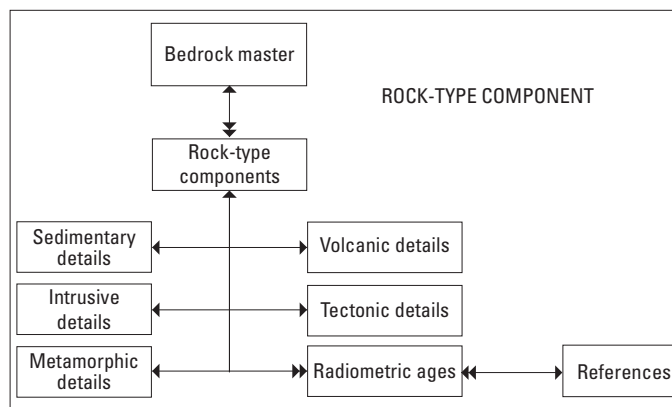 Bedrock master
ROCK-TYPE COMPONENT
Rock-type
components
Sedimentary
details
Volcanic details
Intrusive
details
Tectonic details
Metamorphic
details
Radiometric ages
References